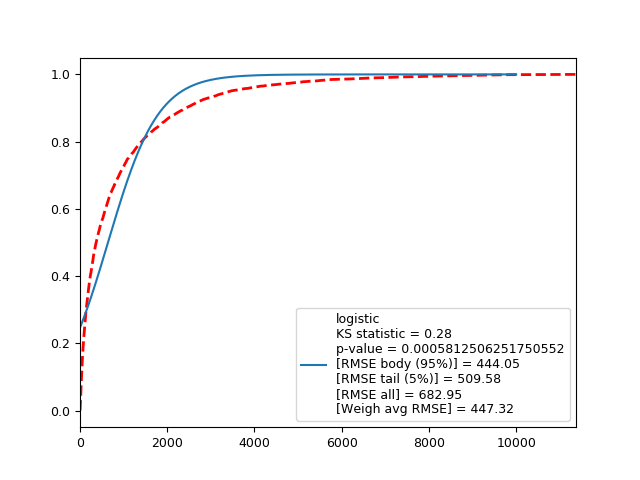 1.0
0.8
0.6
0.4
0.2
0.0
0
2000
4000
6000
8000
10000
logistic
KS statistic = 0.28
p-value = 0.0005812506251750552
[RMSE body (95%)] = 444.05
[RMSE tail (5%)] = 509.58
[RMSE all] = 682.95
[Weigh avg RMSE] = 447.32